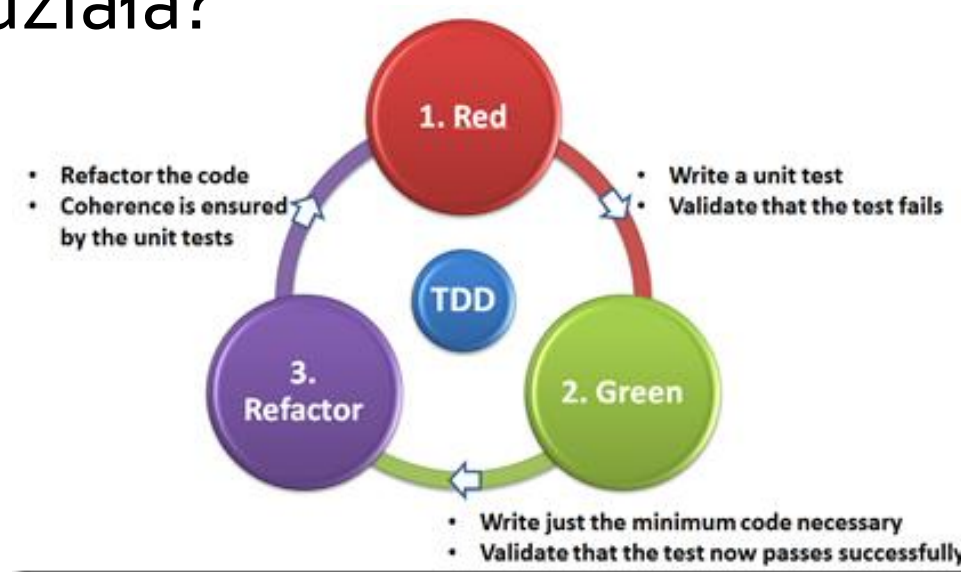 działa?
1. Red
• Refactor the code
• Coherence is ensured
by the unit tests
• Write a unit test
• Validate that the test fails
TDD
3.
Refactor
2. Green
• Write just the minimum code necessary
• Validate that the test now passes successfully